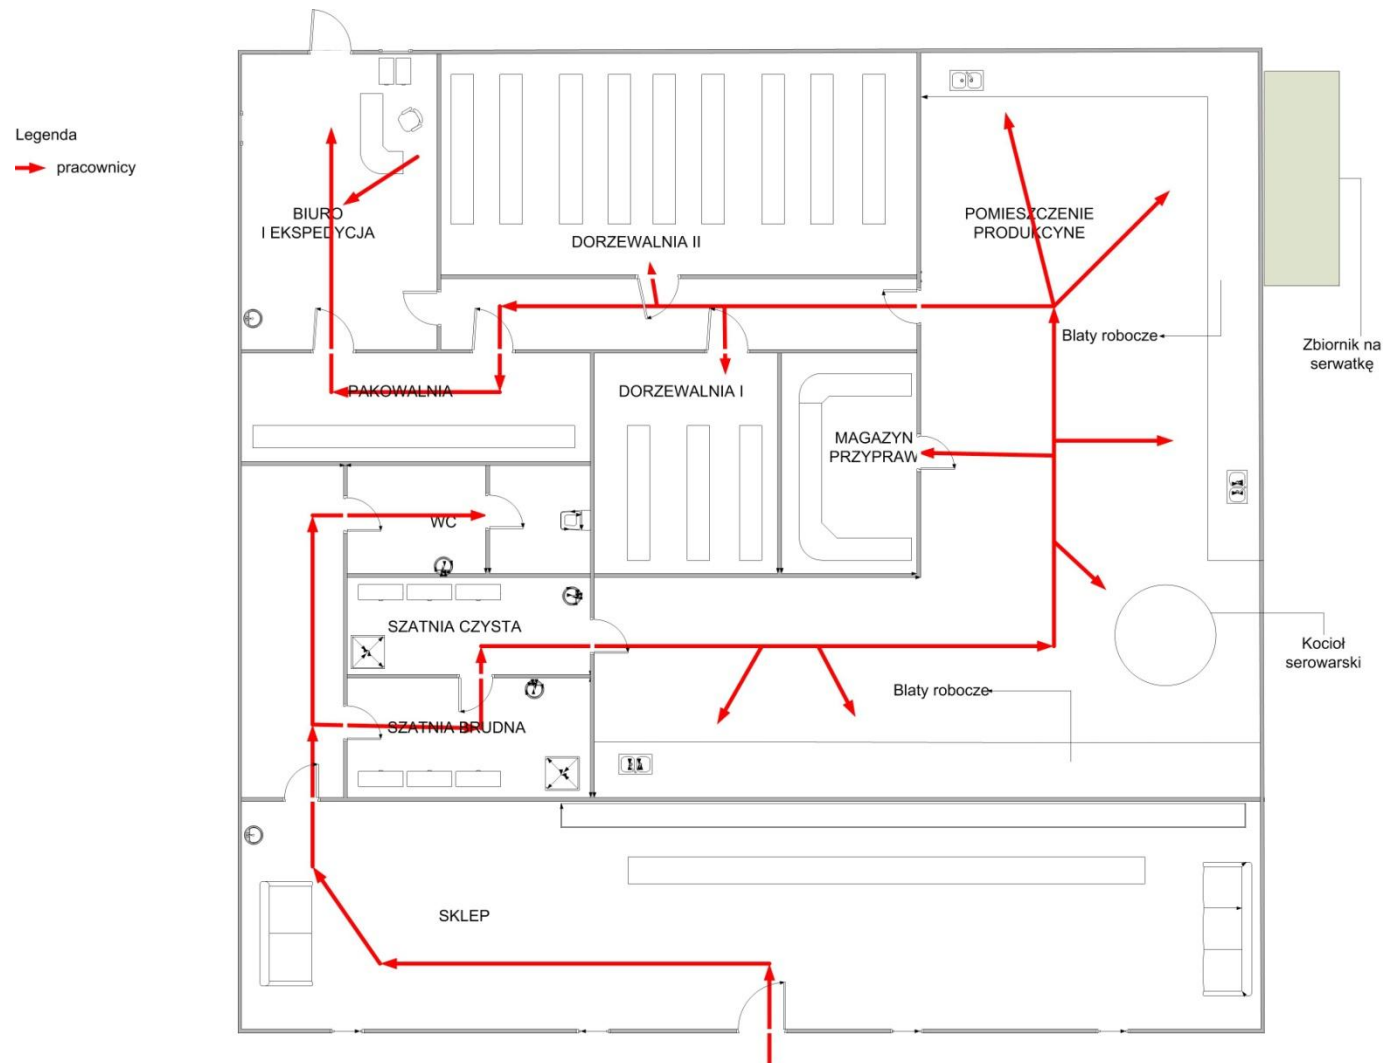 Legenda
pracownicy
BIURO
I EKSPEDYCJA
DORZEWALNIA II
POMIESZCZENIE
PRODUKCYNE
Blaty robocze
Zbiornik na
serwatkę
PAKOWALNIA
DORZEWALNIA I
MAGAZYN
PRZYPRAW
WC
SZATNIA CZYSTA
Kocioł
serowarski
Blaty robocze
SZATNIA BRUDNA
SKLEP